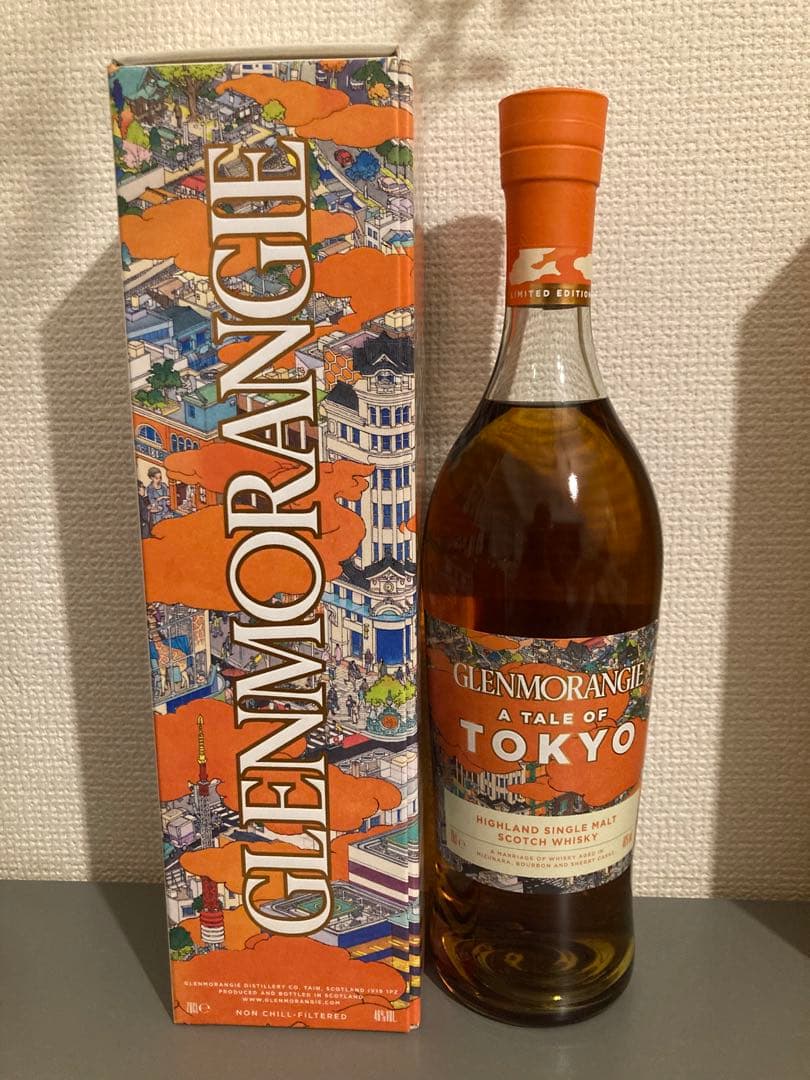 GLENMORANGIE
GLENMORANGIE DISTILLERY CO. TAIN, SCOTLAND IV19 1PZ
PRODUCED AND BOTTLED IN SCOTLAND
WWW.GLENMORANGIE.COM
70CL e
NON CHILL-FILTERED
46%VOL.
LIMITED EDITION
GLENMORANGIE
A TALE OF
TOKYO
HIGHLAND SINGLE MALT
SCOTCH WHISKY
A MARRIAGE OF WHISKY AGED IN
MIZUNARA, BOURBON AND SHERRY CASKS